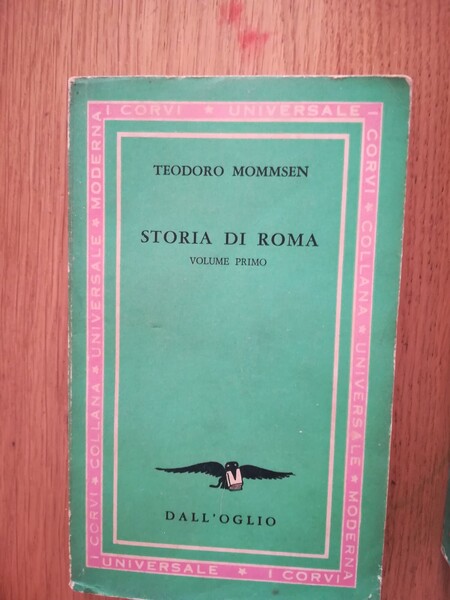 I CORVI ★ UNIVERSALE
I CORVI ★ COLLANA ★ UNIVERSALE ★ MODERNA
I CORVI ★ COLLANA ★ UNIVERSALE ★ MODERNA
TEODORO MOMMSEN
STORIA DI ROMA
VOLUME PRIMO
DALL'OGLIO
UNIVERSALE ★ I CORVI